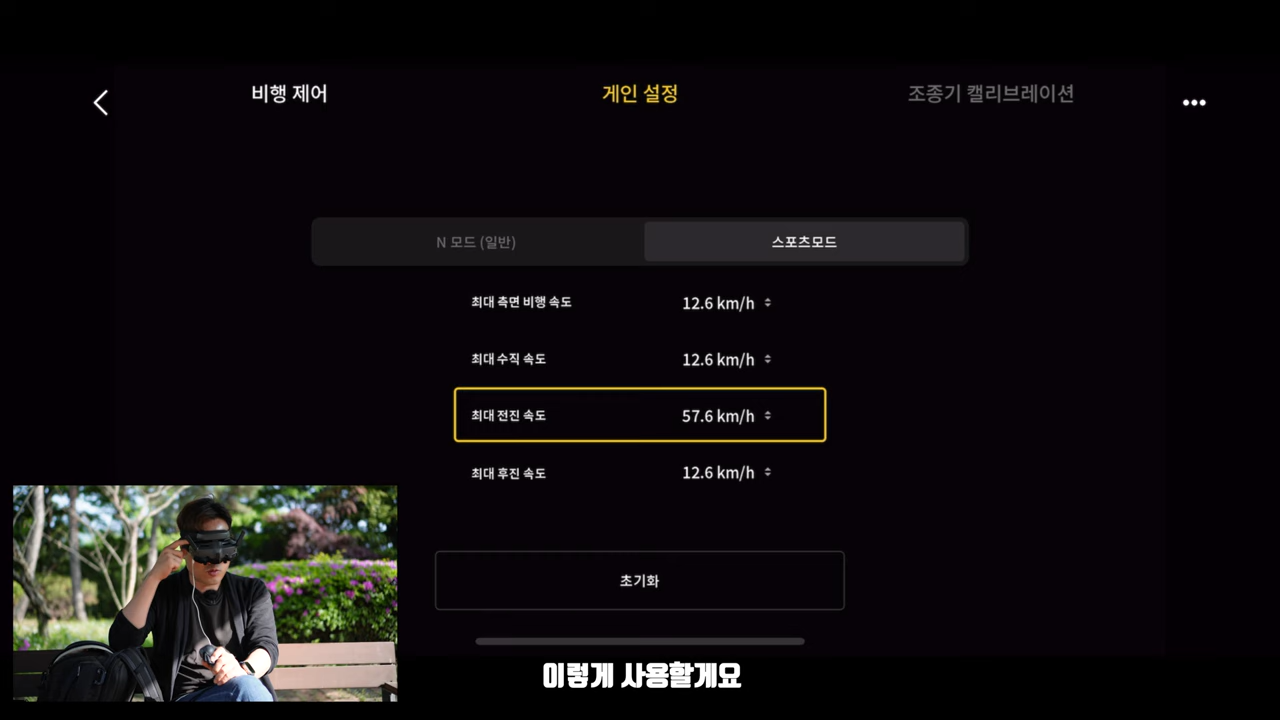 비행 제어
게인 설정
조종기 캘리브레이션
N 모드 (일반)
스포츠모드
최대 측면 비행 속도 12.6 km/h
최대 수직 속도 12.6 km/h
최대 전진 속도 57.6 km/h
최대 후진 속도 12.6 km/h
초기화
이렇게 사용할게요